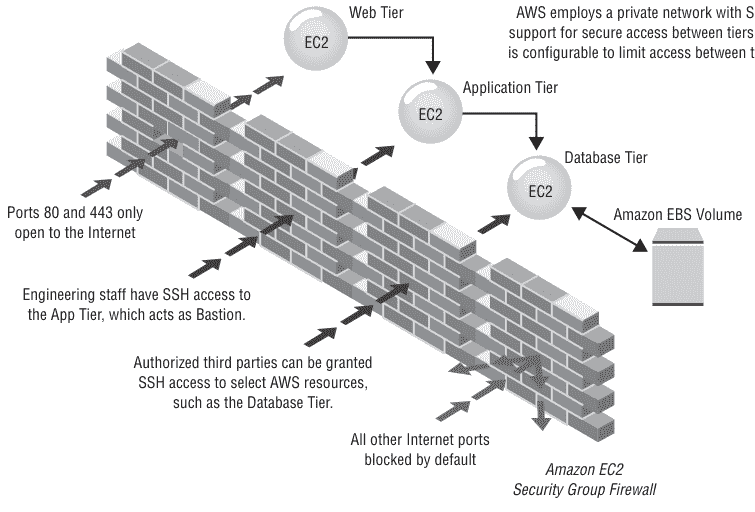 Web Tier
EC2
AWS employs a private network with S
support for secure access between tiers
is configurable to limit access between t
Application Tier
EC2
Database Tier
EC2
Amazon EBS Volume
Ports 80 and 443 only
open to the Internet
Engineering staff have SSH access to
the App Tier, which acts as Bastion.
Authorized third parties can be granted
SSH access to select AWS resources,
such as the Database Tier.
All other Internet ports
blocked by default
Amazon EC2
Security Group Firewall